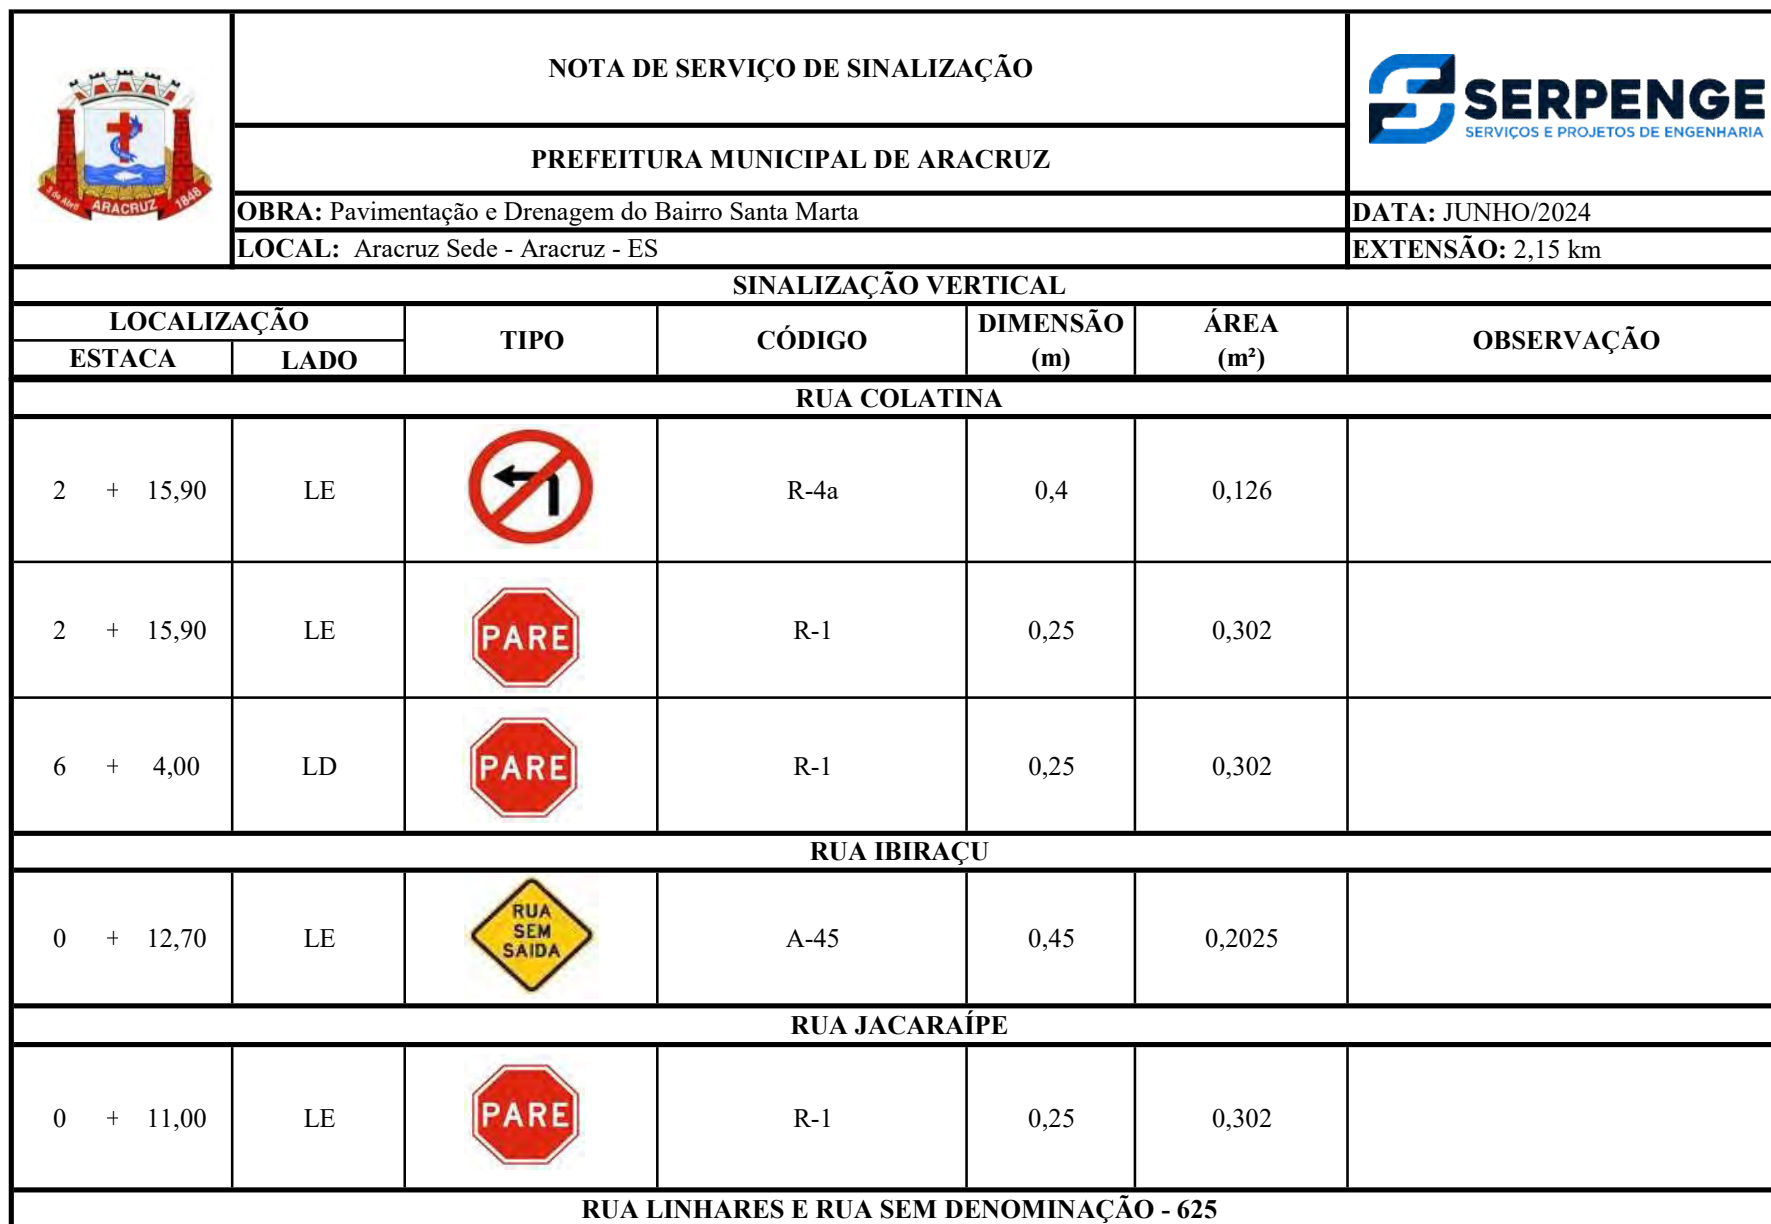 5 de Abril ARACRUZ 1848
NOTA DE SERVIÇO DE SINALIZAÇÃO
SERPENGE
SERVIÇOS E PROJETOS DE ENGENHARIA
PREFEITURA MUNICIPAL DE ARACRUZ
OBRA: Pavimentação e Drenagem do Bairro Santa Marta DATA: JUNHO/2024
LOCAL: Aracruz Sede - Aracruz - ES EXTENSÃO: 2,15 km
SINALIZAÇÃO VERTICAL
LOCALIZAÇÃO TIPO CÓDIGO DIMENSÃO (m) ÁREA (m²) OBSERVAÇÃO
ESTACA LADO
RUA COLATINA
2 + 15,90 LE R-4a 0,4 0,126
2 + 15,90 LE PARE R-1 0,25 0,302
6 + 4,00 LD PARE R-1 0,25 0,302
RUA IBIRAÇU
0 + 12,70 LE RUA SEM SAIDA A-45 0,45 0,2025
RUA JACARAÍPE
0 + 11,00 LE PARE R-1 0,25 0,302
RUA LINHARES E RUA SEM DENOMINAÇÃO - 625